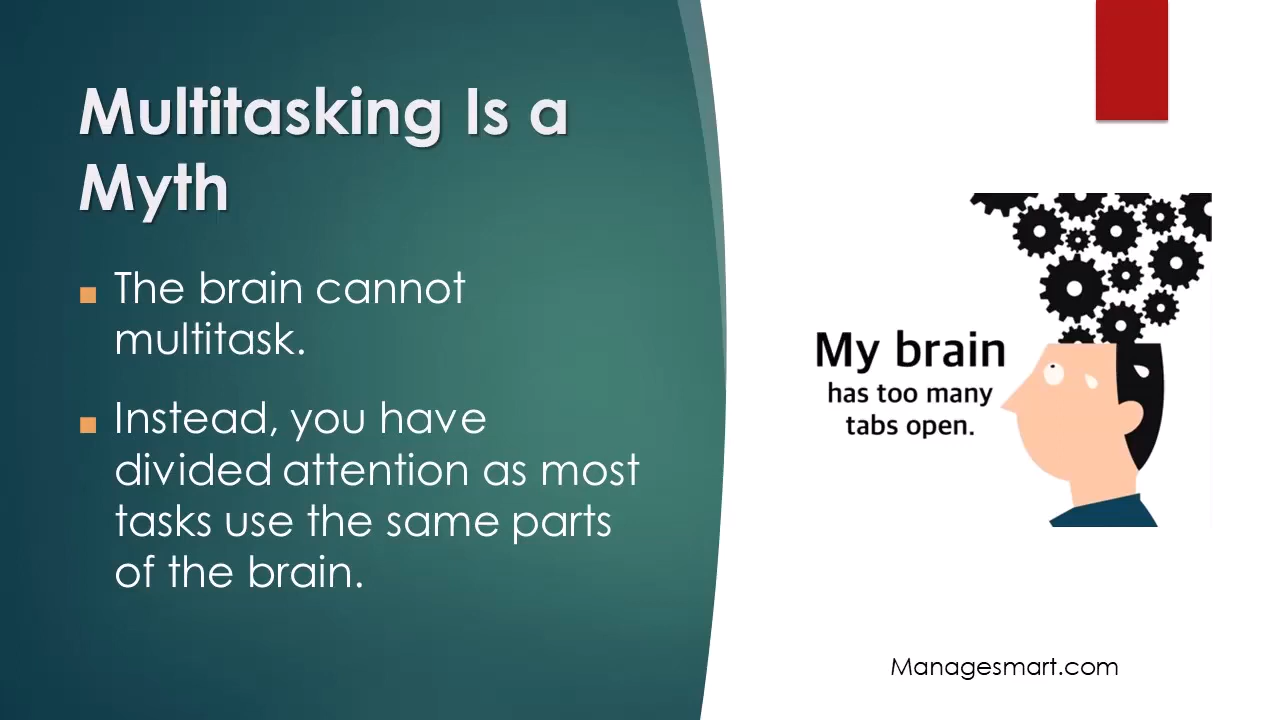 Multitasking Is a
Myth
The brain cannot
multitask.
Instead, you have
divided attention as most
tasks use the same parts
of the brain.
My brain
has too many
tabs open.
Managesmart.com